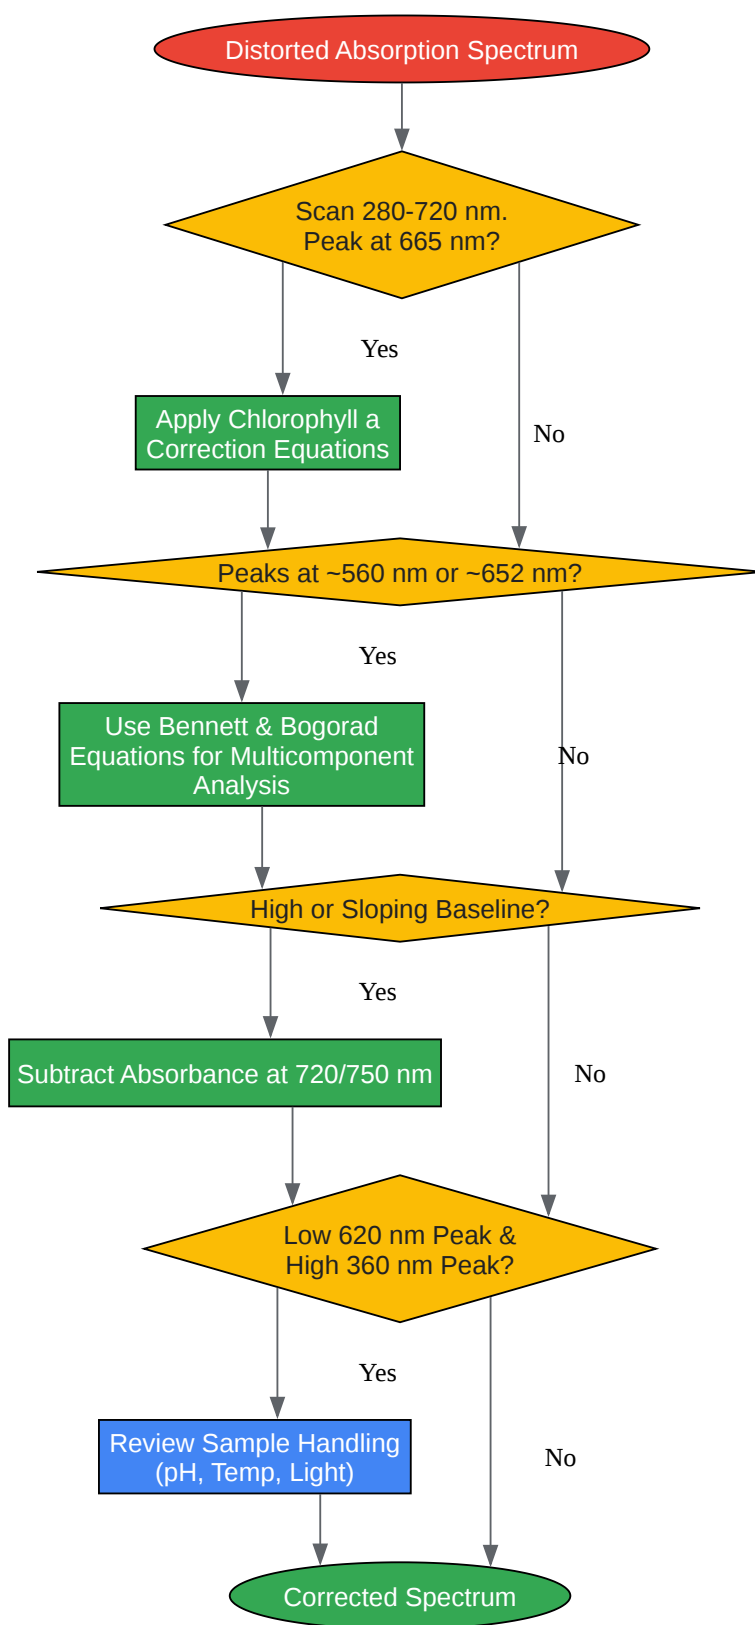 Distorted Absorption Spectrum
Scan 280-720 nm.
Peak at 665 nm?
Yes
Apply Chlorophyll a
Correction Equations
No
Peaks at ~560 nm or ~652 nm?
Yes
Use Bennett & Bogorad
Equations for Multicomponent
Analysis
No
High or Sloping Baseline?
Yes
Subtract Absorbance at 720/750 nm
No
Low 620 nm Peak &
High 360 nm Peak?
Yes
Review Sample Handling
(pH, Temp, Light)
No
Corrected Spectrum